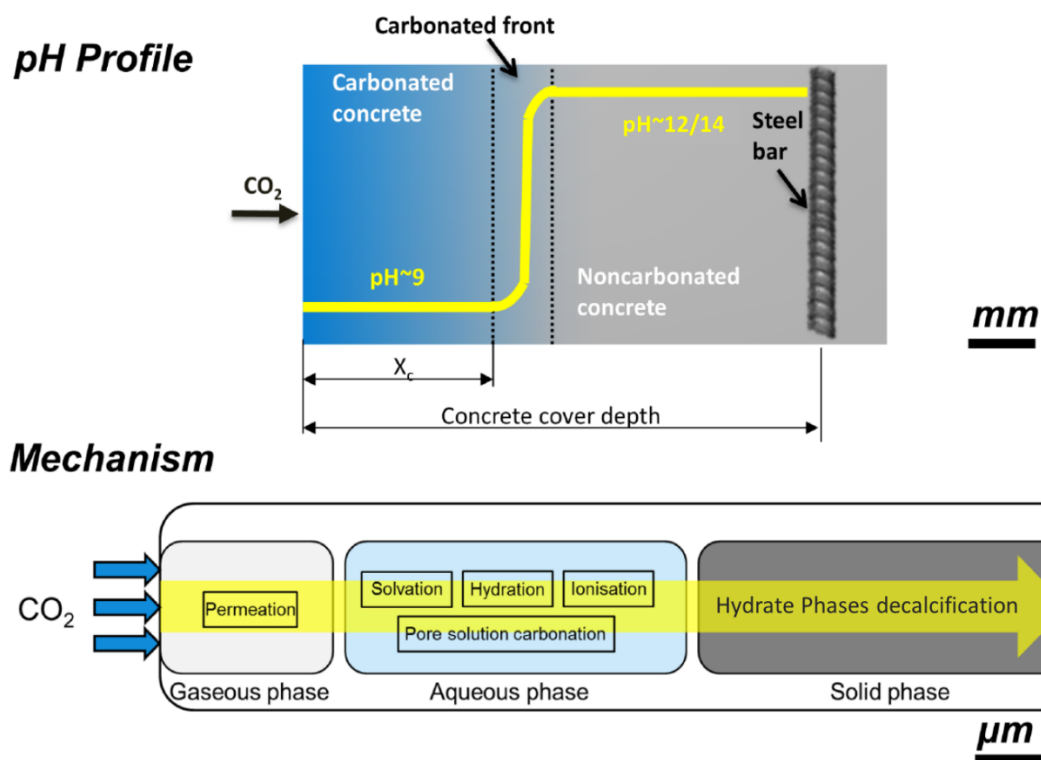 pH Profile
Carbonated front
Carbonated
concrete
pH~12/14
Steel
bar
CO₂
pH~9
Noncarbonated
concrete
mm
Xc
Concrete cover depth
Mechanism
CO₂
Permeation
Solvation
Hydration
Ionisation
Pore solution carbonation
Hydrate Phases decalcification
Gaseous phase
Aqueous phase
Solid phase
µm